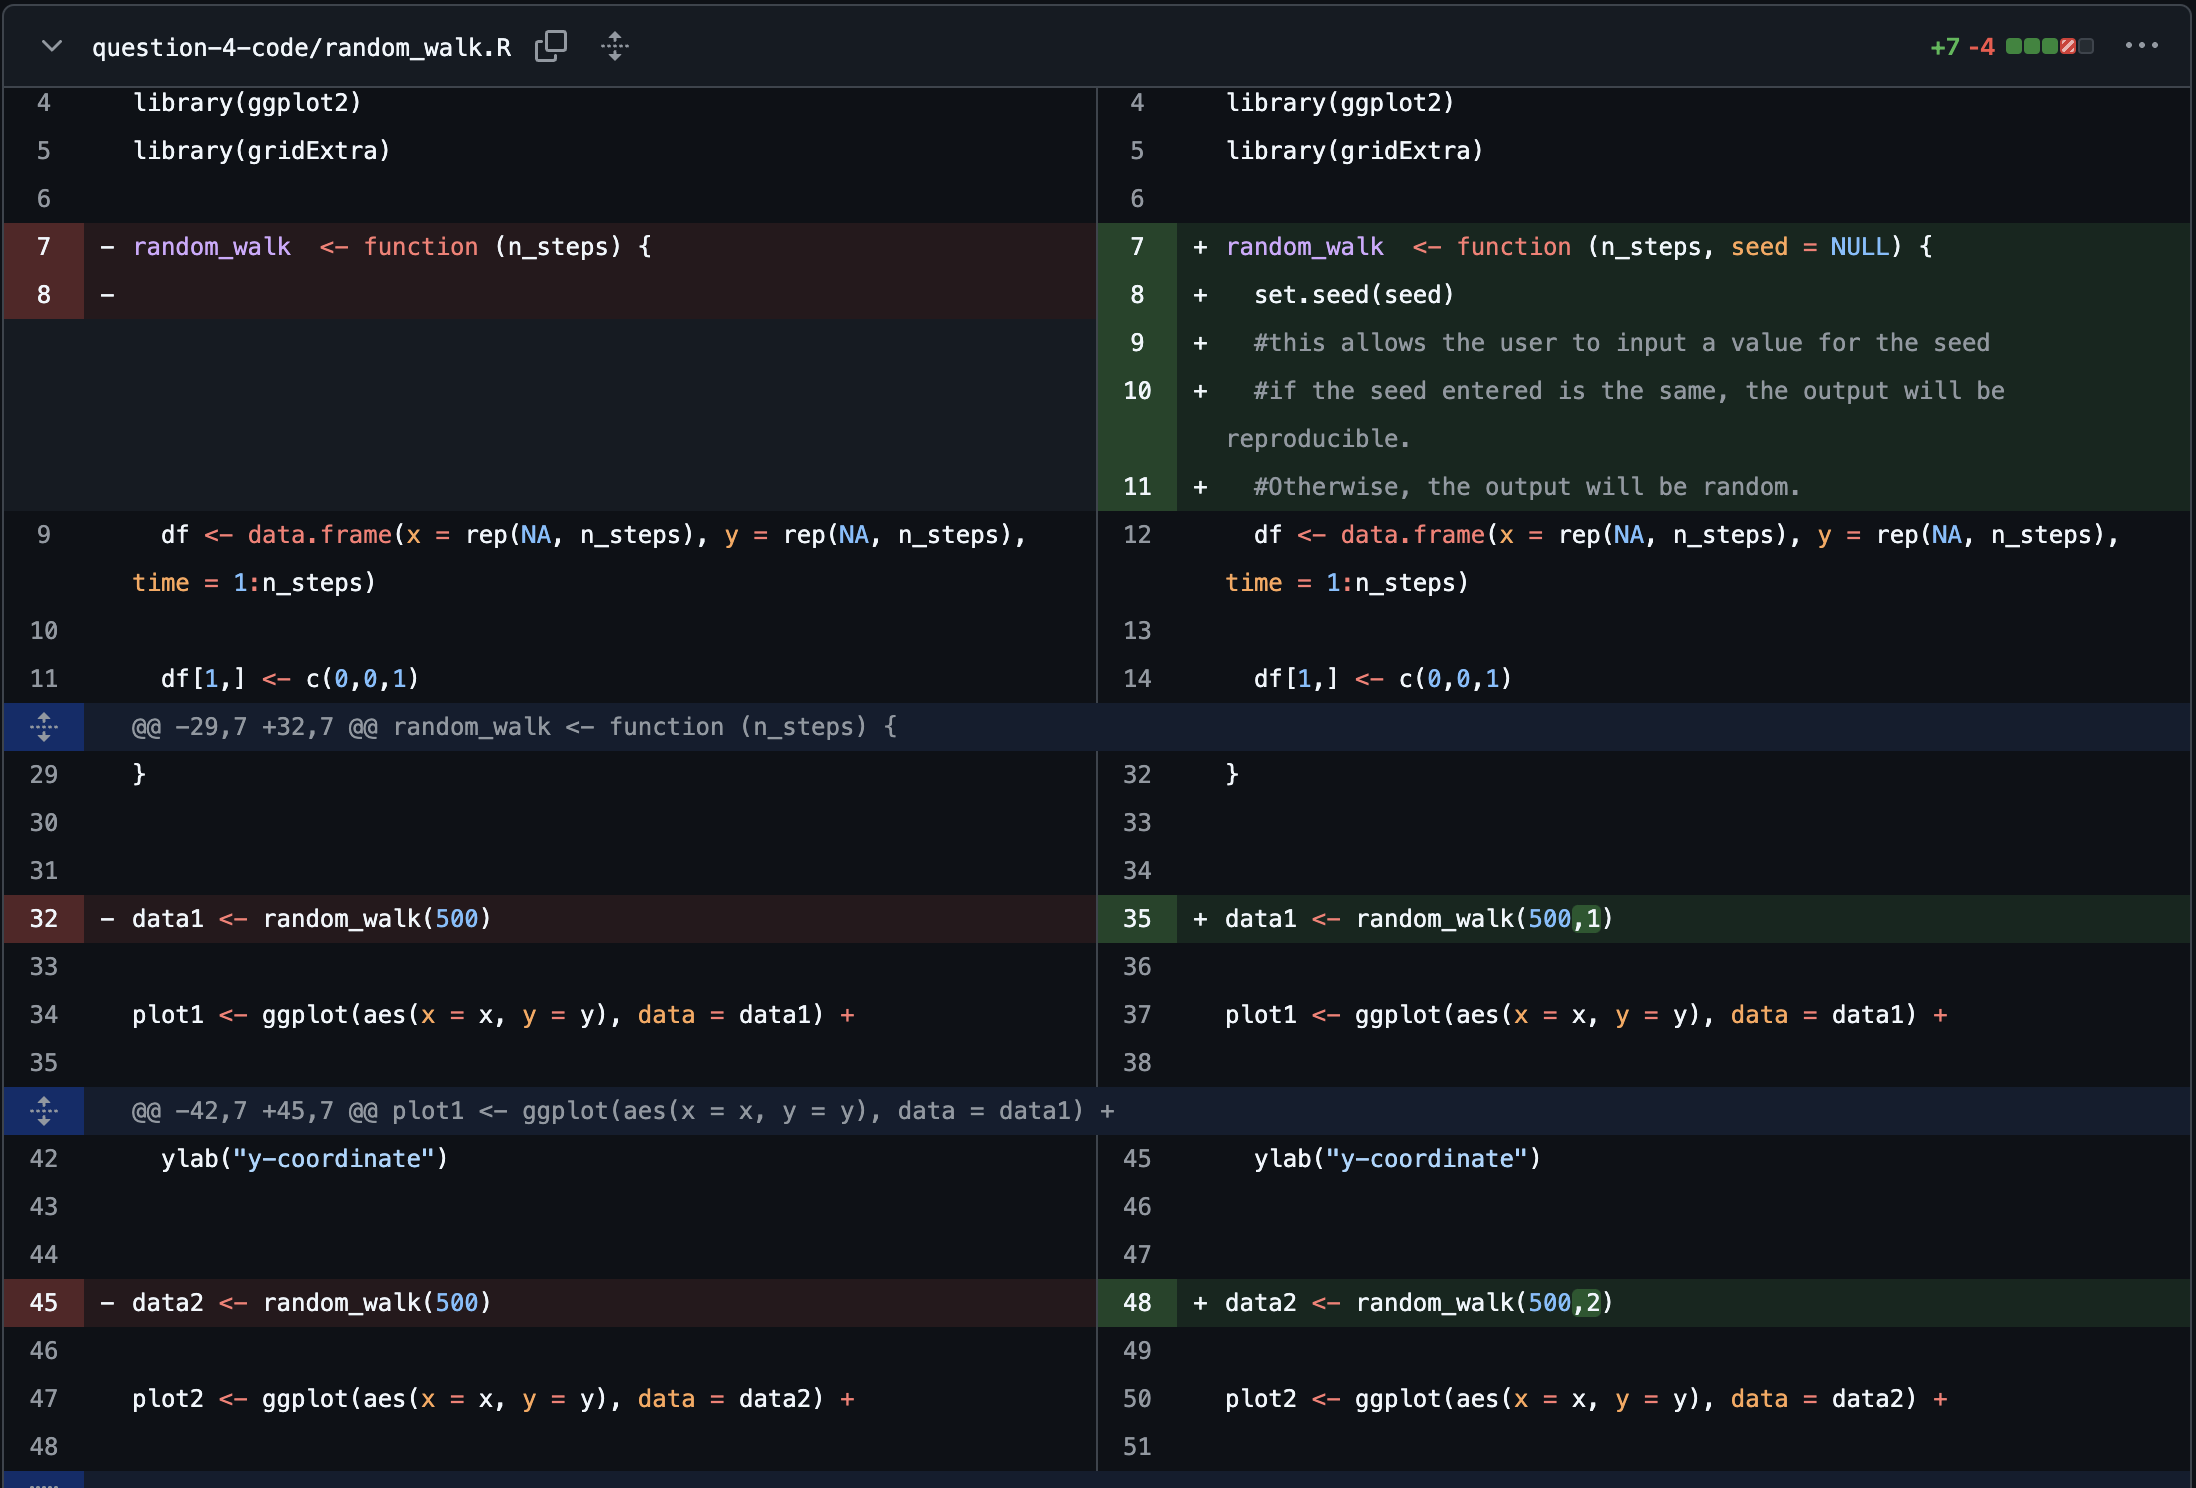 question-4-code/random_walk.R
+7 -4
4 library(ggplot2)
5 library(gridExtra)
6
7 - random_walk  <- function (n_steps) {
8 -
9   df <- data.frame(x = rep(NA, n_steps), y = rep(NA, n_steps),
time = 1:n_steps)
10
11   df[1,] <- c(0,0,1)
4 library(ggplot2)
5 library(gridExtra)
6
7 + random_walk  <- function (n_steps, seed = NULL) {
8 +   set.seed(seed)
9 +   #this allows the user to input a value for the seed
10 +   #if the seed entered is the same, the output will be
reproducible.
11 +   #Otherwise, the output will be random.
12   df <- data.frame(x = rep(NA, n_steps), y = rep(NA, n_steps),
time = 1:n_steps)
13
14   df[1,] <- c(0,0,1)
@@ -29,7 +32,7 @@ random_walk <- function (n_steps) {
29 }
30
31
32 - data1 <- random_walk(500)
33
34 plot1 <- ggplot(aes(x = x, y = y), data = data1) +
35
32 }
33
34
35 + data1 <- random_walk(500,1)
36
37 plot1 <- ggplot(aes(x = x, y = y), data = data1) +
38
@@ -42,7 +45,7 @@ plot1 <- ggplot(aes(x = x, y = y), data = data1) +
42   ylab("y-coordinate")
43
44
45 - data2 <- random_walk(500)
46
47 plot2 <- ggplot(aes(x = x, y = y), data = data2) +
48
45   ylab("y-coordinate")
46
47
48 + data2 <- random_walk(500,2)
49
50 plot2 <- ggplot(aes(x = x, y = y), data = data2) +
51